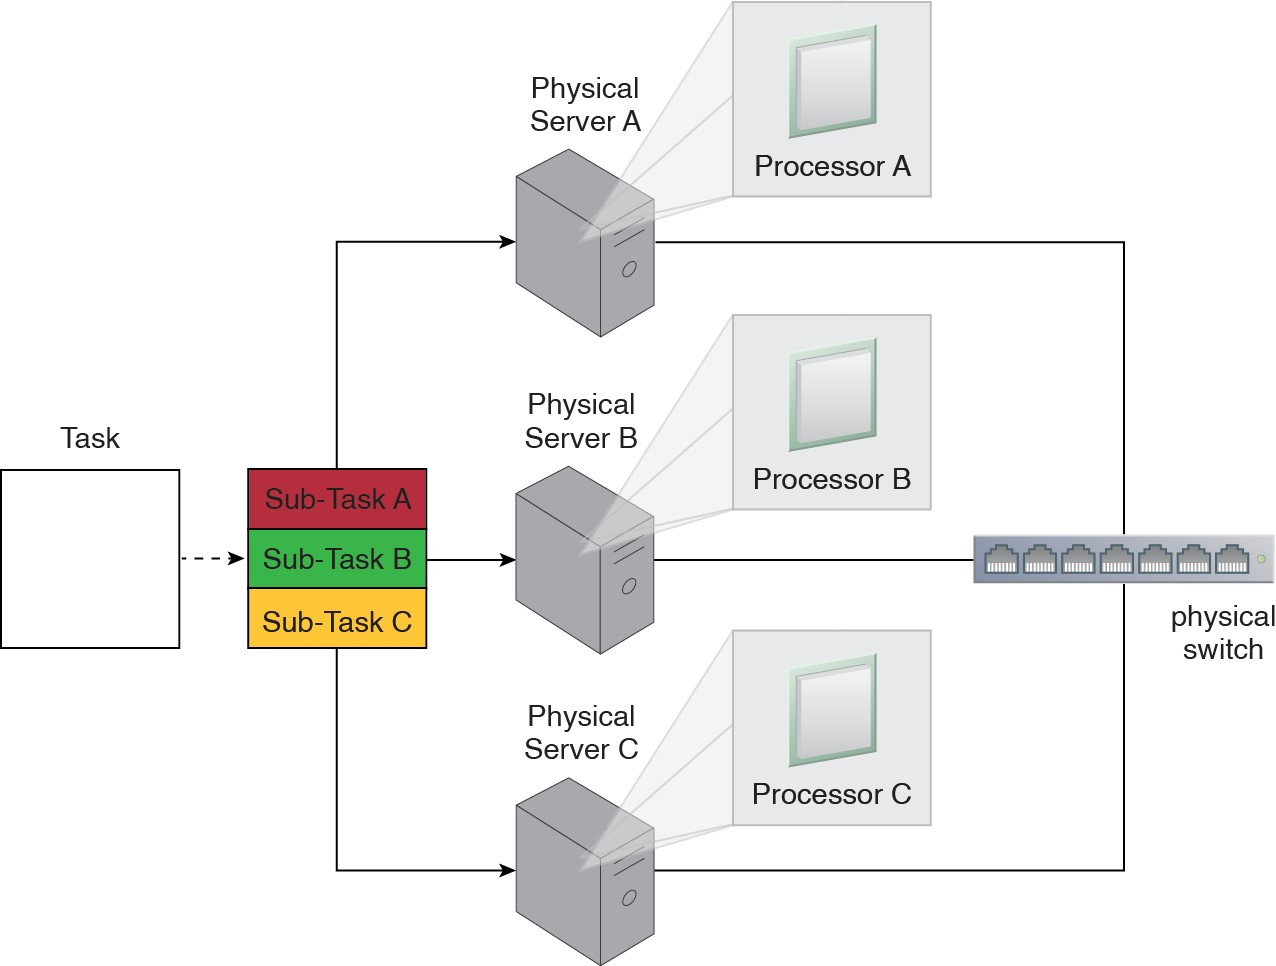 Physical
Server A
Processor A
Physical
Server B
Processor B
Task
Sub-Task A
Sub-Task B
Sub-Task C
physical
switch
Physical
Server C
Processor C